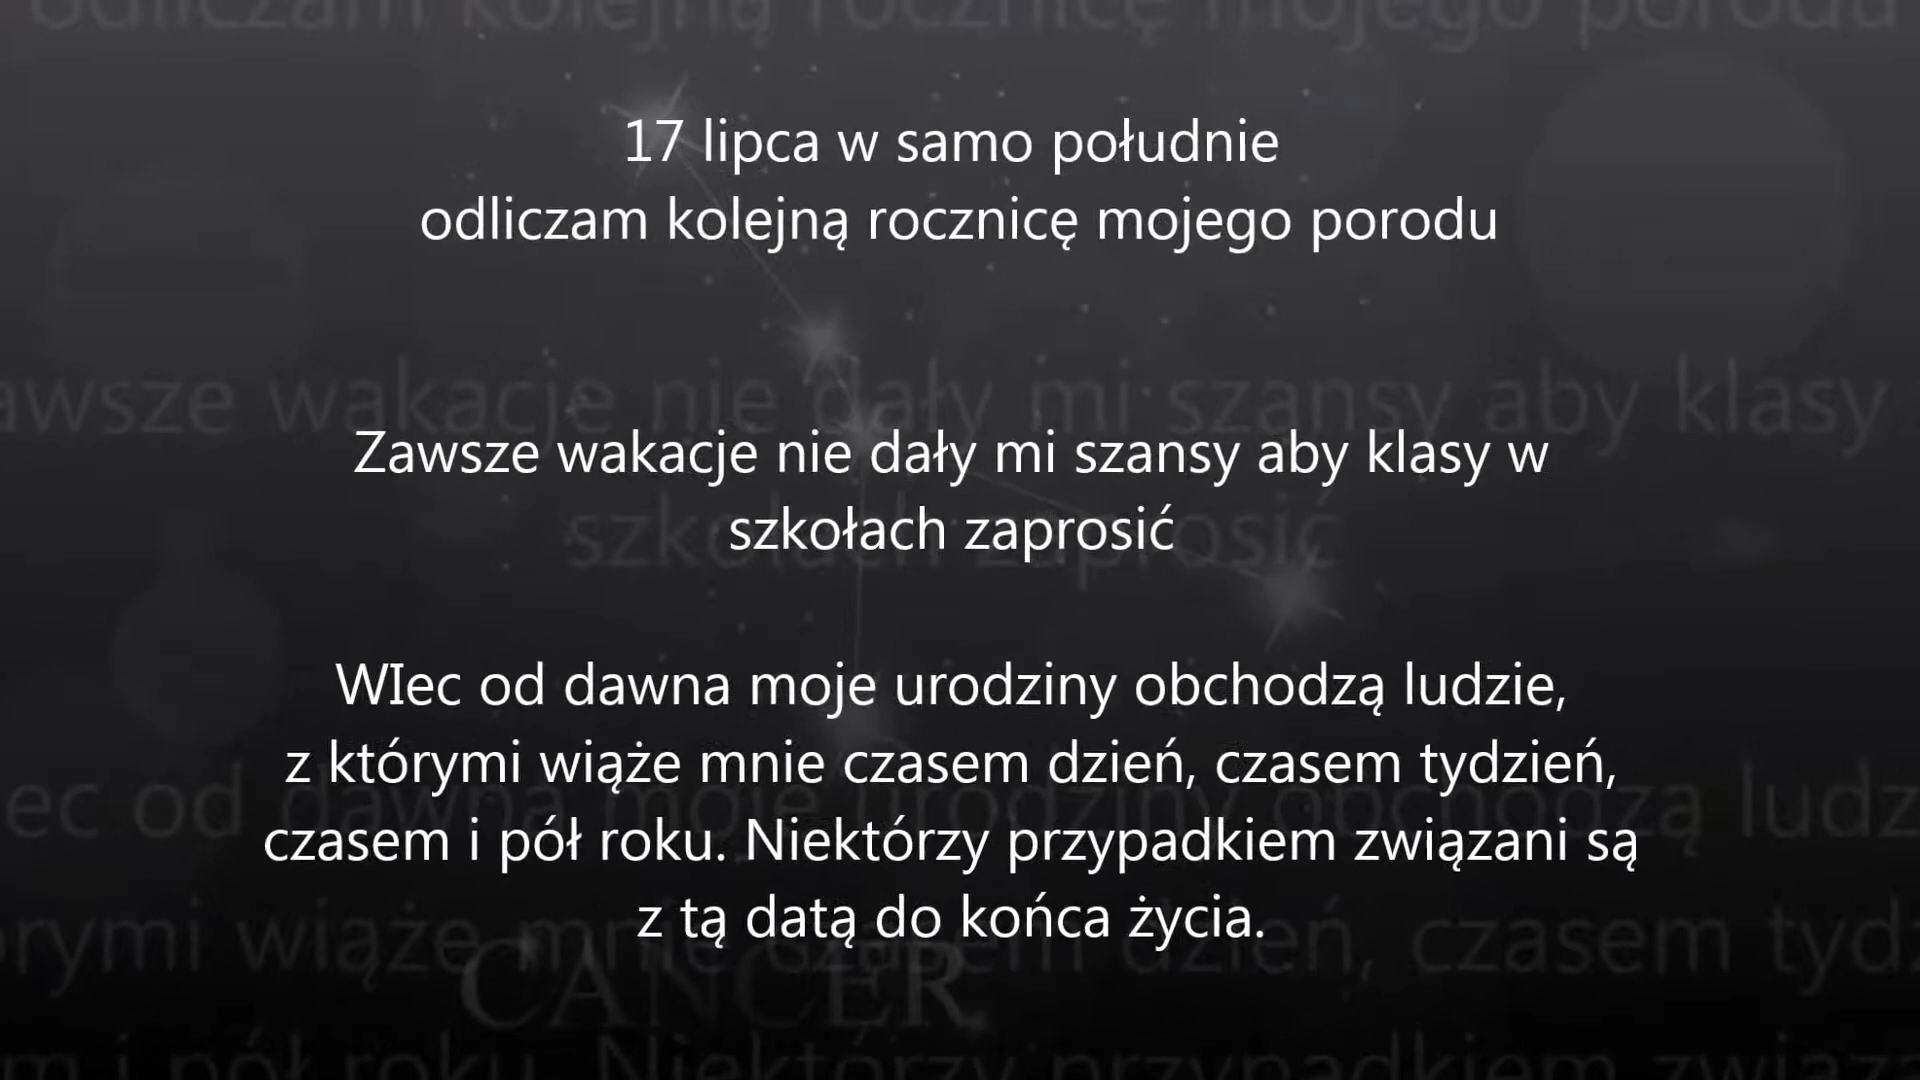 17 lipca w samo południe
odliczam kolejną rocznicę mojego porodu
Zawsze wakacje nie dały mi szansy aby klasy w
szkołach zaprosić
WIec od dawna moje urodziny obchodzą ludzie,
z którymi wiąże mnie czasem dzień, czasem tydzień,
czasem i pół roku. Niektórzy przypadkiem związani są
z tą datą do końca życia.
CANCER